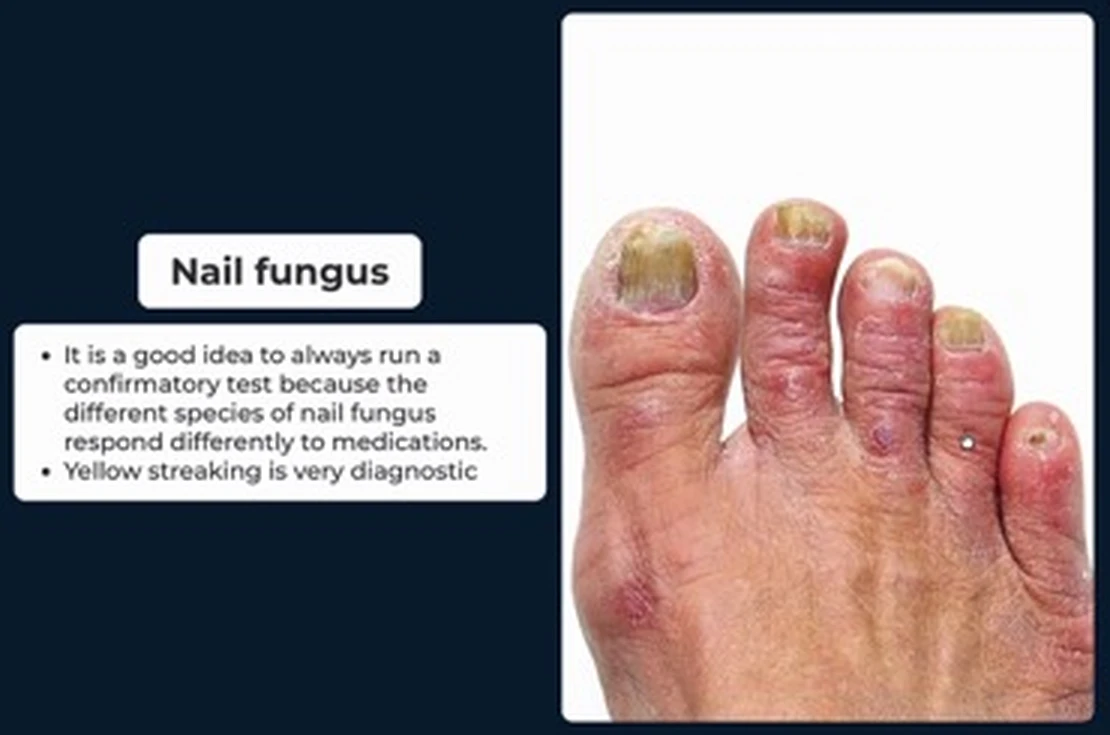 Nail fungus
• It is a good idea to always run a
confirmatory test because the
different species of nail fungus
respond differently to medications.
• Yellow streaking is very diagnostic